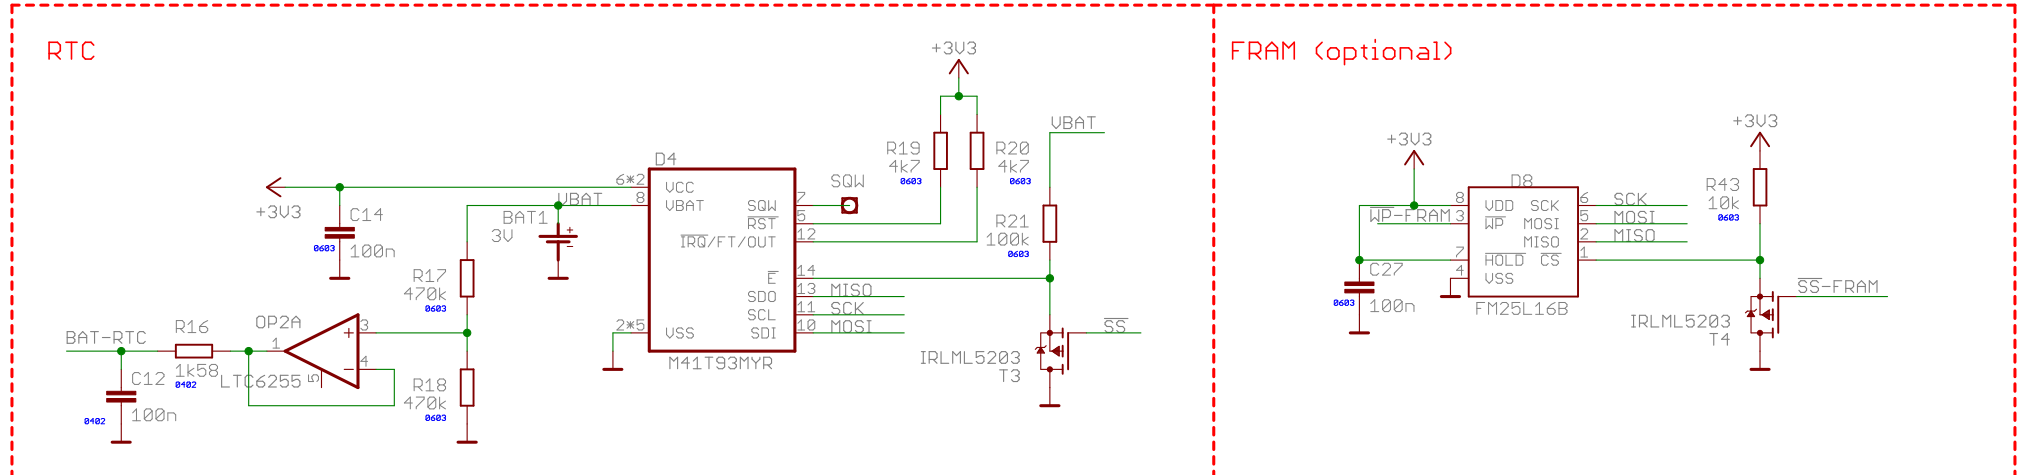 RTC
+3V3
VBAT
R19
4k7
0603
R20
4k7
0603
D4
6*2
VCC
+3V3
C14
0603
100n
VBAT
8
VBAT
BAT1
3V
+
-
SQW
7
SQW
5
RST
12
IRQ/FT/OUT
R21
100k
0603
14
E
13
SDO
MISO
11
SCL
SCK
10
SDI
MOSI
2*5
VSS
M41T93MYR
SS
IRLML5203
T3
R17
470k
0603
R18
470k
0603
OP2A
3
+
1
4
-
5
LTC6255
BAT-RTC
R16
1k58
0402
C12
0402
100n
FRAM (optional)
+3V3
D8
8
VDD
WP-FRAM
3
WP
7
HOLD
4
VSS
SCK
6
SCK
MOSI
5
MOSI
MISO
2
MISO
CS
1
FM25L16B
C27
0603
100n
+3V3
R43
10k
0603
SS-FRAM
IRLML5203
T4